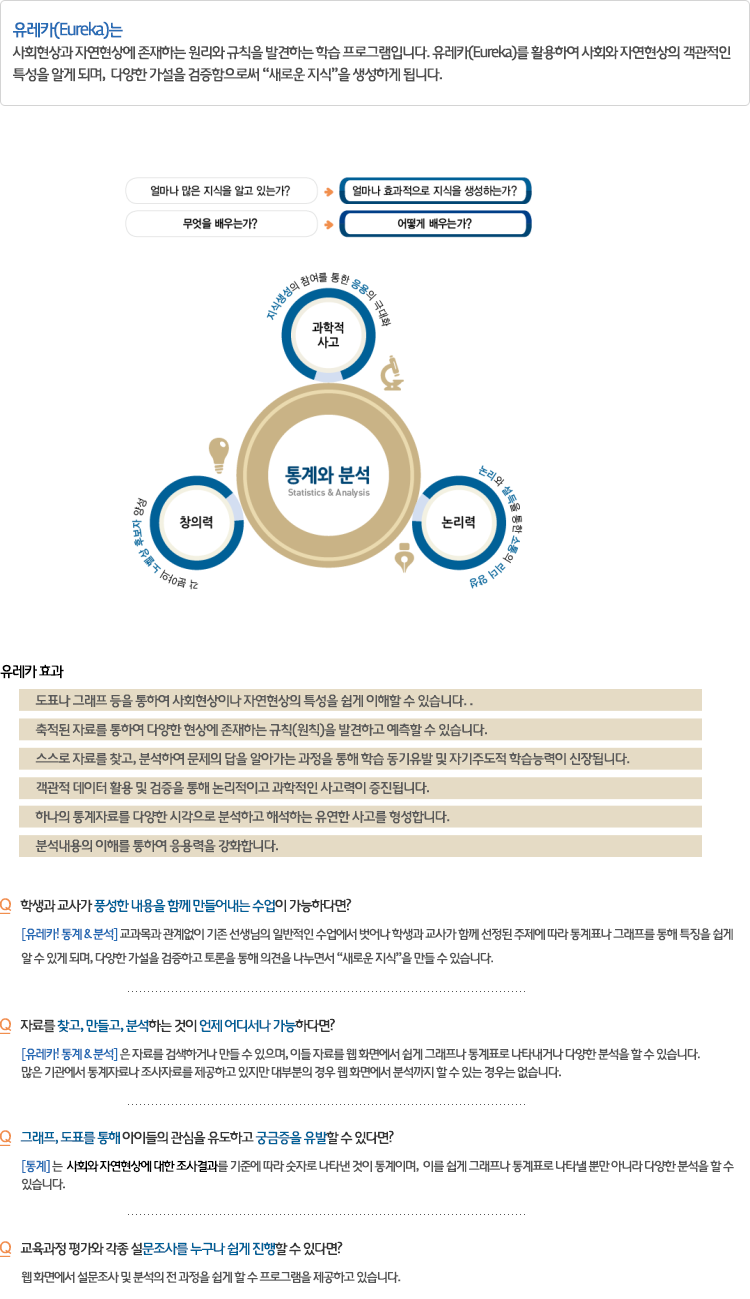 유레카(Eureka)는
사회현상과 자연현상에 존재하는 원리와 규칙을 발견하는 학습 프로그램입니다. 유레카(Eureka)를 활용하여 사회와 자연현상의 객관적인
특성을 알게 되며, 다양한 가설을 검증함으로써 “새로운 지식”을 생성하게 됩니다.
얼마나 많은 지식을 알고 있는가?
얼마나 효과적으로 지식을 생성하는가?
무엇을 배우는가?
어떻게 배우는가?
지식생성의 참여를 통한 응용의 극대화
과학적
사고
통계와 분석
Statistics & Analysis
창의력
각 분야의 노벨상 후보자 양성
논리력
논리와 설득을 통한 소통의 리더 양성
유레카 효과
도표나 그래프 등을 통하여 사회현상이나 자연현상의 특성을 쉽게 이해할 수 있습니다. .
축적된 자료를 통하여 다양한 현상에 존재하는 규칙(원칙)을 발견하고 예측할 수 있습니다.
스스로 자료를 찾고, 분석하여 문제의 답을 알아가는 과정을 통해 학습 동기유발 및 자기주도적 학습능력이 신장됩니다.
객관적 데이터 활용 및 검증을 통해 논리적이고 과학적인 사고력이 증진됩니다.
하나의 통계자료를 다양한 시각으로 분석하고 해석하는 유연한 사고를 형성합니다.
분석내용의 이해를 통하여 응용력을 강화합니다.
Q 학생과 교사가 풍성한 내용을 함께 만들어내는 수업이 가능하다면?
[유레카! 통계 & 분석] 교과목과 관계없이 기존 선생님의 일반적인 수업에서 벗어나 학생과 교사가 함께 선정된 주제에 따라 통계표나 그래프를 통해 특징을 쉽게
알 수 있게 되며, 다양한 가설을 검증하고 토론을 통해 의견을 나누면서 “새로운 지식”을 만들 수 있습니다.
Q 자료를 찾고, 만들고, 분석하는 것이 언제 어디서나 가능하다면?
[유레카! 통계 & 분석] 은 자료를 검색하거나 만들 수 있으며, 이들 자료를 웹 화면에서 쉽게 그래프나 통계표로 나타내거나 다양한 분석을 할 수 있습니다.
많은 기관에서 통계자료나 조사자료를 제공하고 있지만 대부분의 경우 웹 화면에서 분석까지 할 수 있는 경우는 없습니다.
Q 그래프, 도표를 통해 아이들의 관심을 유도하고 궁금증을 유발할 수 있다면?
[통계] 는 사회와 자연현상에 대한 조사결과를 기준에 따라 숫자로 나타낸 것이 통계이며, 이를 쉽게 그래프나 통계표로 나타낼 뿐만 아니라 다양한 분석을 할 수
있습니다.
Q 교육과정 평가와 각종 설문조사를 누구나 쉽게 진행할 수 있다면?
웹 화면에서 설문조사 및 분석의 전 과정을 쉽게 할 수 프로그램을 제공하고 있습니다.